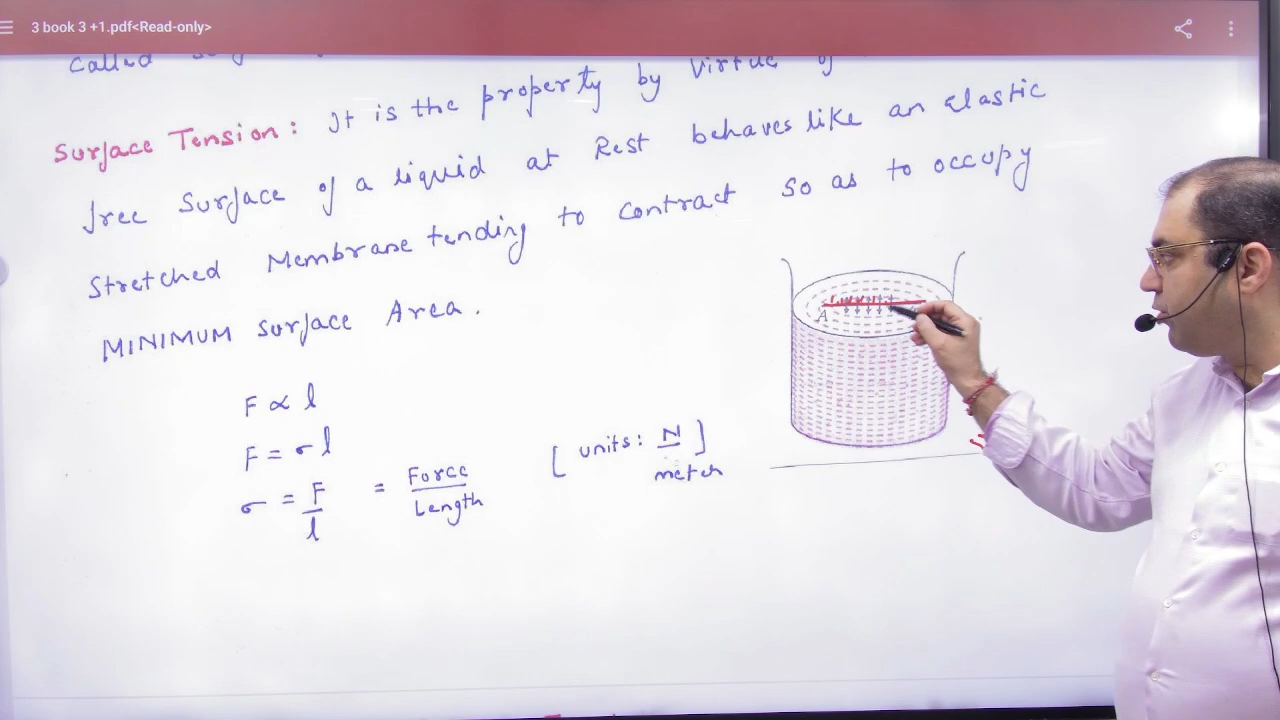 3 book 3 +1.pdf<Read-only>
Called
Surface Tension: It is the property by Virtue of
free Surface of a liquid at Rest behaves like an Elastic
Stretched Membrane tending to contract so as to occupy
MINIMUM surface Area.
F ∝ l
F = σ l
σ = F/l = Force/Length [units: N/meter]
A